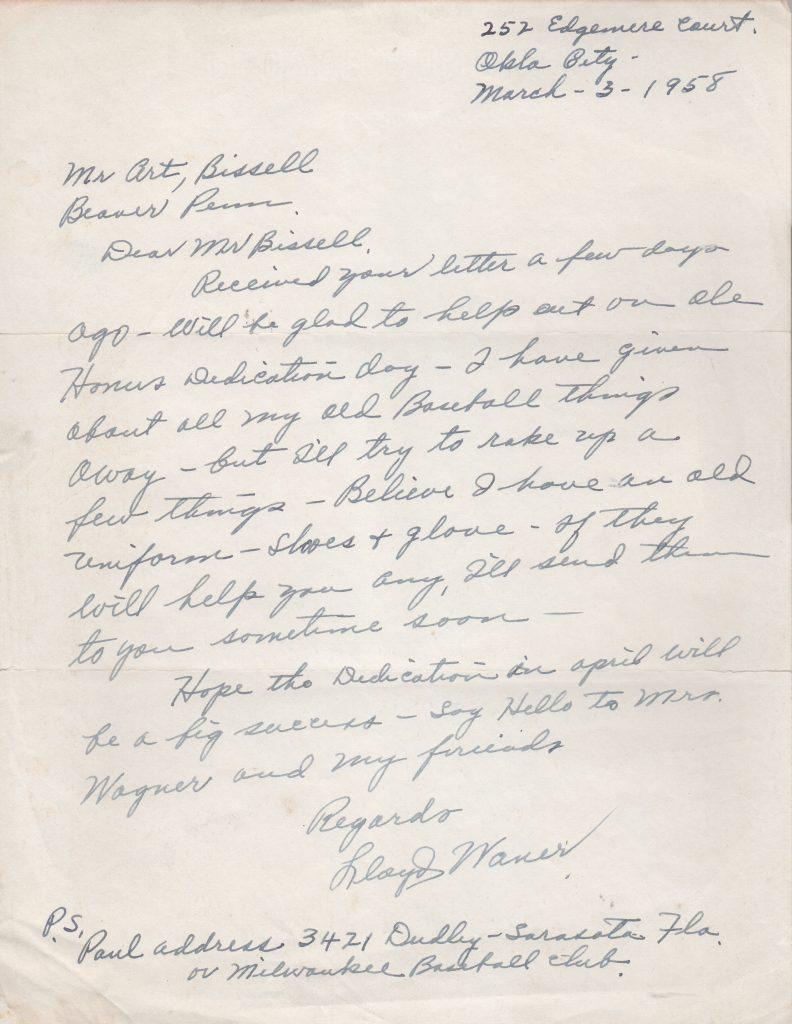 252 Edgemere Court.
Okla City -
March - 3 - 1958
Mr Art, Bissell
Beaver Penn.
Dear Mr Bissell.
Received your letter a few days
ago - Will be glad to help out on ole
Honus Dedication day - I have given
about all my old Baseball things
away - but I'll try to rake up a
few things - Believe I have an old
uniform - Shoes + glove - If they
will help you any, I'll send them
to you sometime soon -
Hope the Dedication in april will
be a big success - Say Hello to Mrs.
Wagner and my friends
Regards
Lloyd Waner
P.S.
Paul address 3421 Dudley - Sarasota Fla.
or Milwaukee Baseball Club.